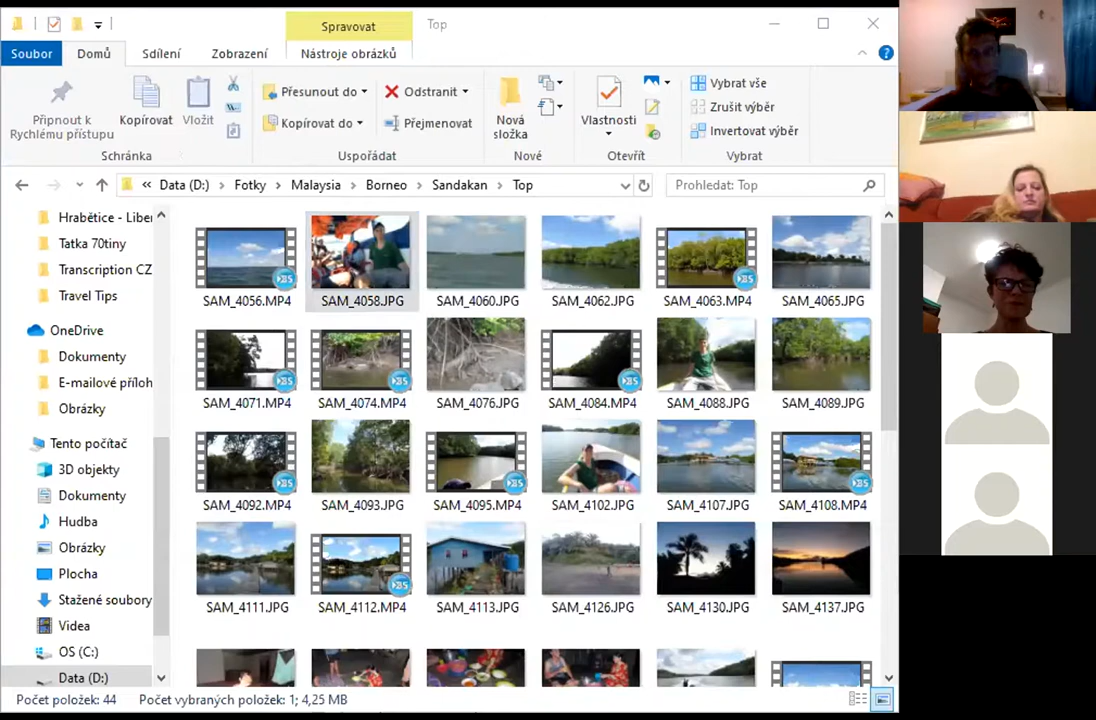 Spravovat
Top
Soubor
Domů
Sdílení
Zobrazení
Nástroje obrázků
Připnout k
Rychlému přístupu
Kopírovat
Vložit
Přesunout do
Kopírovat do
Odstranit
Přejmenovat
Nová
složka
Vlastnosti
Vybrat vše
Zrušit výběr
Invertovat výběr
Schránka
Uspořádat
Nové
Otevřít
Vybrat
« Data (D:) › Fotky › Malaysia › Borneo › Sandakan › Top
Prohledat: Top
Hrabětice - Liber
Tatka 70tiny
Transcription CZ
Travel Tips
OneDrive
Dokumenty
E-mailové příloh
Obrázky
Tento počítač
3D objekty
Dokumenty
Hudba
Obrázky
Plocha
Stažené soubory
Videa
OS (C:)
Data (D:)
SAM_4056.MP4
SAM_4058.JPG
SAM_4060.JPG
SAM_4062.JPG
SAM_4063.MP4
SAM_4065.JPG
SAM_4071.MP4
SAM_4074.MP4
SAM_4076.JPG
SAM_4084.MP4
SAM_4088.JPG
SAM_4089.JPG
SAM_4092.MP4
SAM_4093.JPG
SAM_4095.MP4
SAM_4102.JPG
SAM_4107.JPG
SAM_4108.MP4
SAM_4111.JPG
SAM_4112.MP4
SAM_4113.JPG
SAM_4126.JPG
SAM_4130.JPG
SAM_4137.JPG
Počet položek: 44
Počet vybraných položek: 1; 4,25 MB